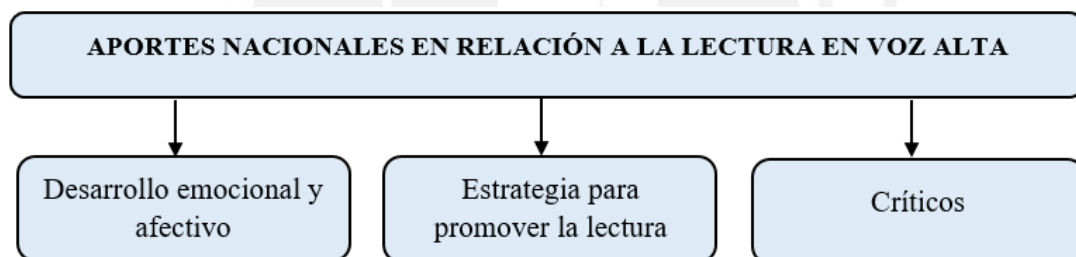 APORTES NACIONALES EN RELACIÓN A LA LECTURA EN VOZ ALTA
Desarrollo emocional y
afectivo
Estrategia para
promover la lectura
Críticos